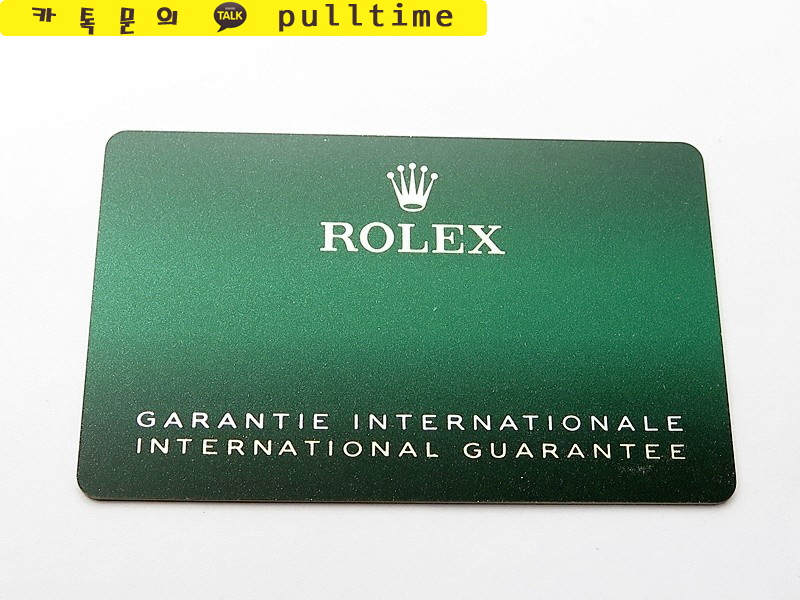 카톡문의 TALK pulltime
ROLEX
GARANTIE INTERNATIONALE
INTERNATIONAL GUARANTEE